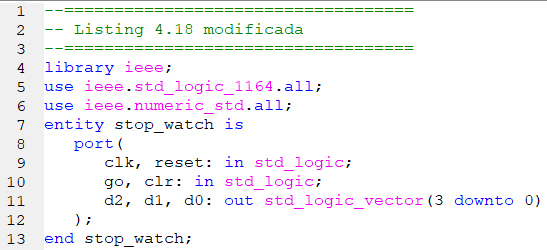 1 --===================================
2 -- Listing 4.18 modificada
3 --===================================
4 library ieee;
5 use ieee.std_logic_1164.all;
6 use ieee.numeric_std.all;
7 entity stop_watch is
8    port(
9       clk, reset: in std_logic;
10       go, clr: in std_logic;
11       d2, d1, d0: out std_logic_vector(3 downto 0)
12    );
13 end stop_watch;